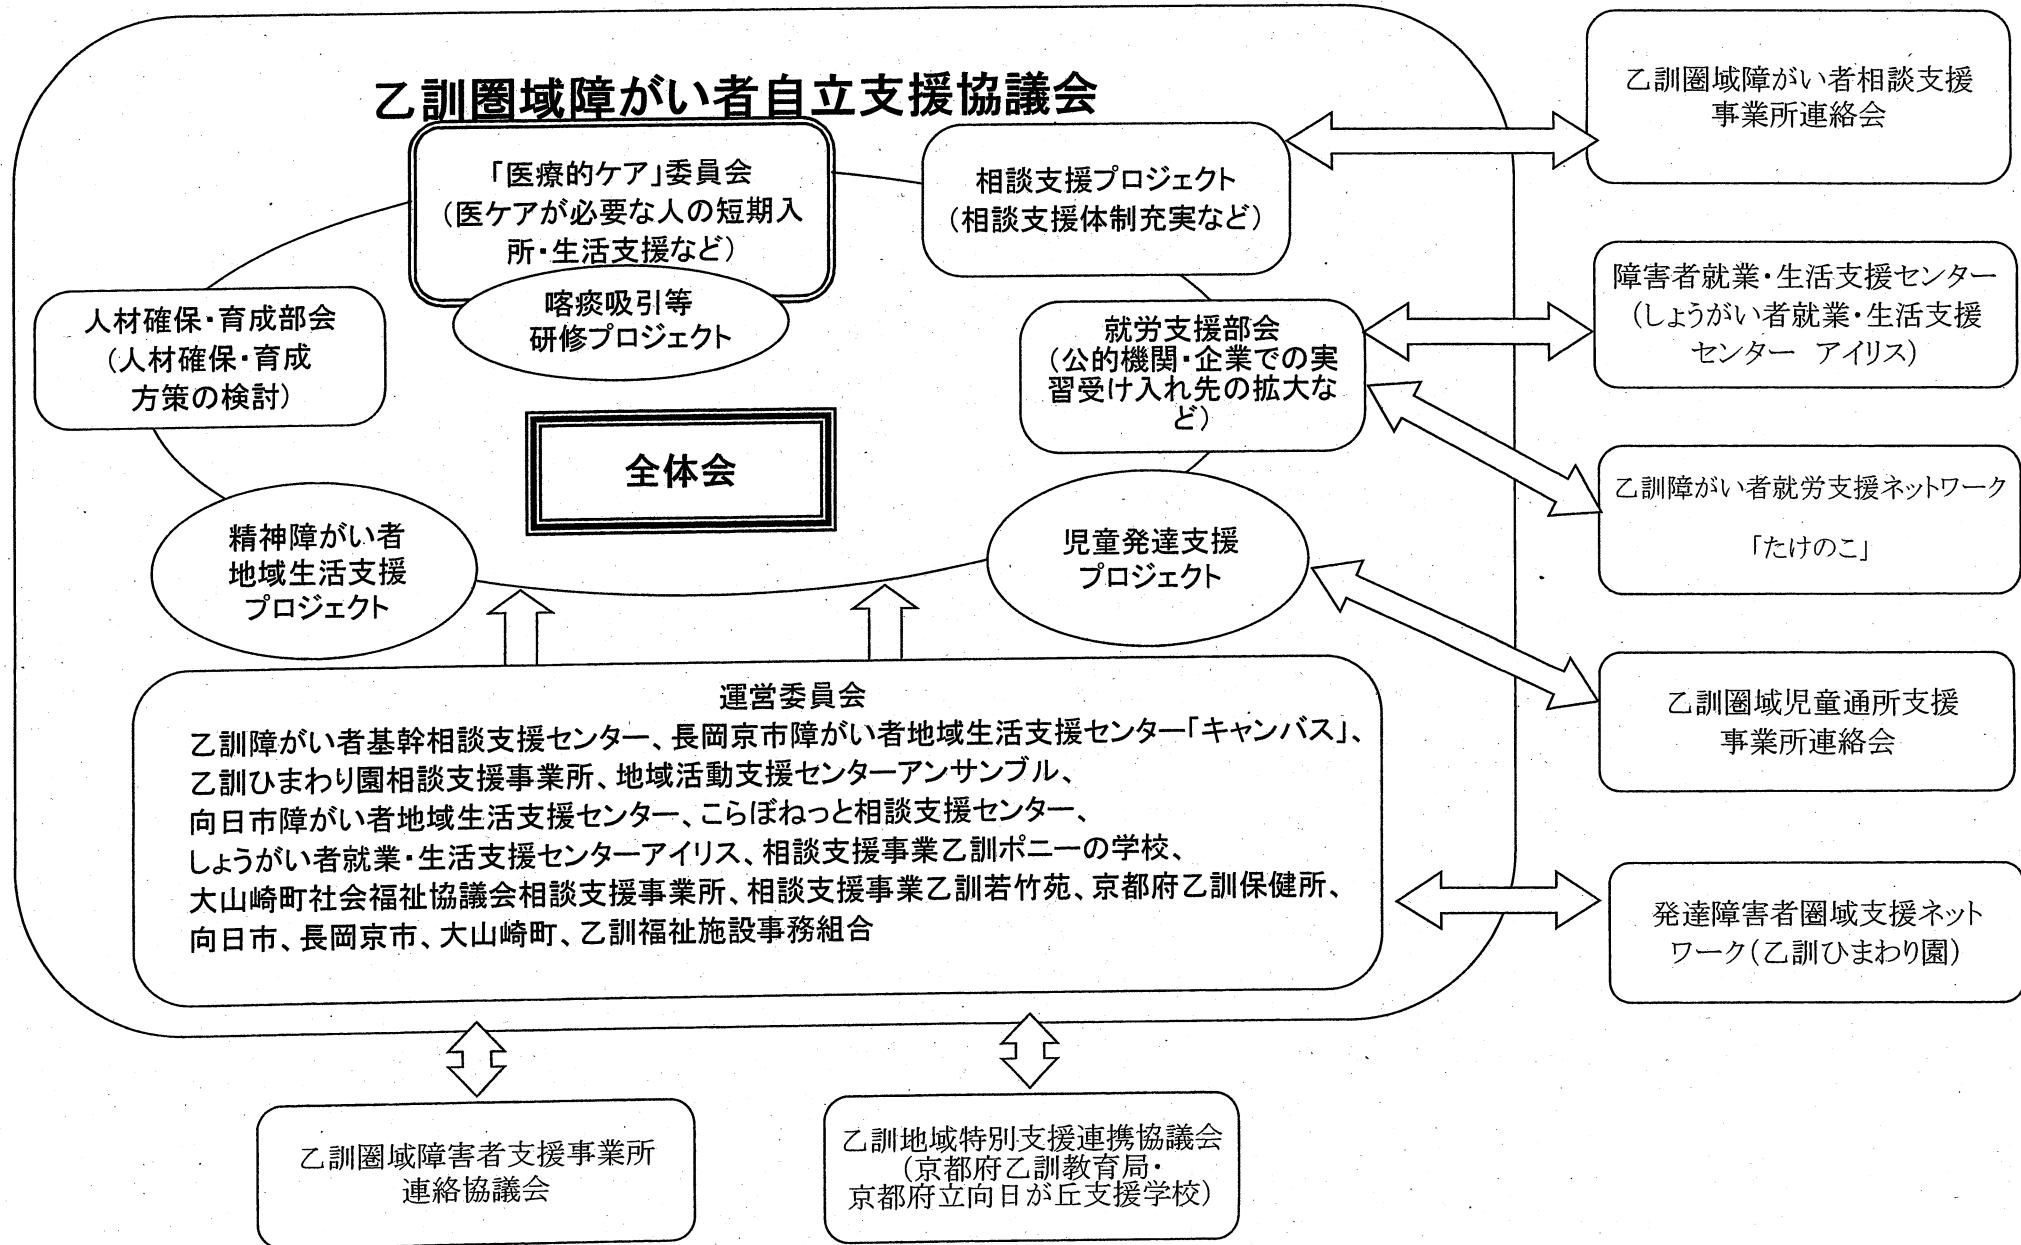 乙訓圏域障がい者自立支援協議会
「医療的ケア」委員会
（医ケアが必要な人の短期入
所・生活支援など）
喀痰吸引等
研修プロジェクト
相談支援プロジェクト
（相談支援体制充実など）
人材確保・育成部会
（人材確保・育成
方策の検討）
就労支援部会
（公的機関・企業での実
習受け入れ先の拡大な
ど）
全体会
精神障がい者
地域生活支援
プロジェクト
児童発達支援
プロジェクト
運営委員会
乙訓障がい者基幹相談支援センター、長岡京市障がい者地域生活支援センター「キャンバス」、
乙訓ひまわり園相談支援事業所、地域活動支援センターアンサンブル、
向日市障がい者地域生活支援センター、こらぼねっと相談支援センター、
しょうがい者就業・生活支援センターアイリス、相談支援事業乙訓ポニーの学校、
大山崎町社会福祉協議会相談支援事業所、相談支援事業乙訓若竹苑、京都府乙訓保健所、
向日市、長岡京市、大山崎町、乙訓福祉施設事務組合
乙訓圏域障がい者相談支援
事業所連絡会
障害者就業・生活支援センター
（しょうがい者就業・生活支援
センター　アイリス）
乙訓障がい者就労支援ネットワーク
「たけのこ」
乙訓圏域児童通所支援
事業所連絡会
発達障害者圏域支援ネット
ワーク（乙訓ひまわり園）
乙訓圏域障害者支援事業所
連絡協議会
乙訓地域特別支援連携協議会
（京都府乙訓教育局・
京都府立向日が丘支援学校）